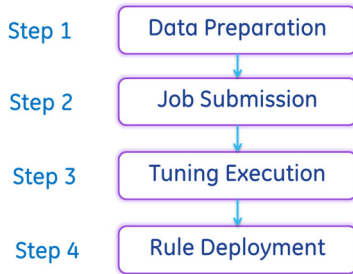 Step 1 Data Preparation
Step 2 Job Submission
Step 3 Tuning Execution
Step 4 Rule Deployment